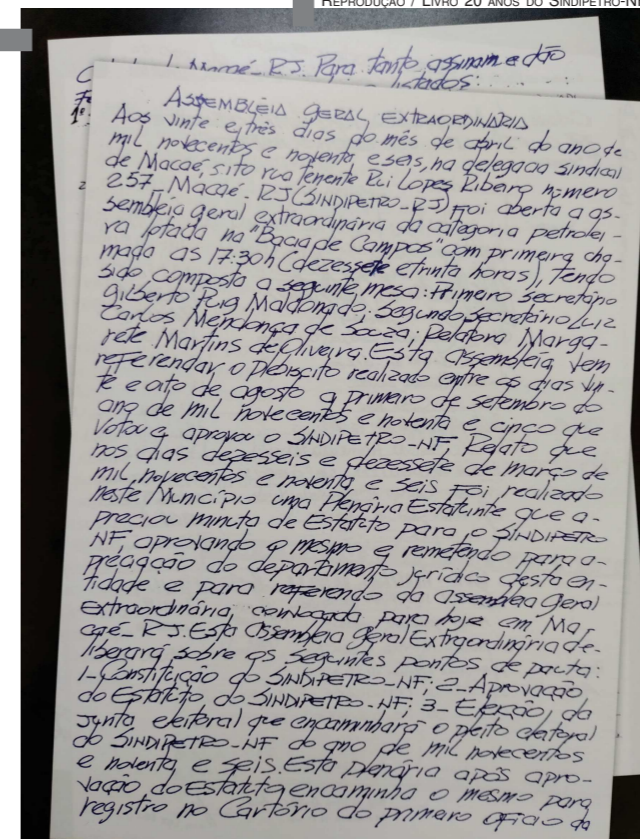 REPRODUÇÃO / LIVRO 20 ANOS DO SINDIPETRO-NF
Macaé-RJ. Para tanto, assinam e dão
listados:
1º
2
ASSEMBLÉIA GERAL EXTRAORDINÁRIA
Aos vinte e três dias do mês de abril do ano de
mil novecentos e noventa e seis, na delegacia sindical
de Macaé, sito rua Tenente Rui Lopes Ribeiro número
257_Macaé-RJ (SINDIPETRO-RJ) foi aberta a as-
sembléia geral extraordinária da categoria petrolei-
ra lotada na "Bacia de Campos" com primeira cha-
mada as 17:30h (dezessete e trinta horas), tendo
sido composta a seguinte mesa: Primeiro secretário
Gilberto Puig Maldonado; Segundo Secretário Luiz
Carlos Mendonça de Souza; Relatora Marga-
rete Martins de Oliveira. Esta assembléia vem
referendar o plebiscito realizado entre os dias vin-
te e oito de agosto a primeiro de setembro do
ano de mil novecentos e noventa e cinco que
votou e aprovou o SINDIPETRO-NF. Relato que
nos dias dezesseis e dezessete de março de
mil novecentos e noventa e seis foi realizado
neste Município uma Plenária Estatuinte que a-
preciou minuta de Estatuto para o SINDIPETRO
NF, aprovando o mesmo e remetendo para a-
preciação do departamento jurídico desta en-
tidade e para referendo da assembléia geral
extraordinária, convocada para hoje em Ma-
caé-RJ. Esta Assembléia Geral Extraordinária de-
liberará sobre os seguintes pontos de pauta:
1-Constituição do SINDIPETRO-NF; 2-Aprovação
do Estatuto do SINDIPETRO-NF; 3-Eleição da
junta eleitoral que encaminhará o pleito eleitoral
do SINDIPETRO-NF do ano de mil novecentos
e noventa e seis. Esta plenária após apro-
vação do Estatuto encaminha o mesmo para
registro no Cartório do primeiro ofício da